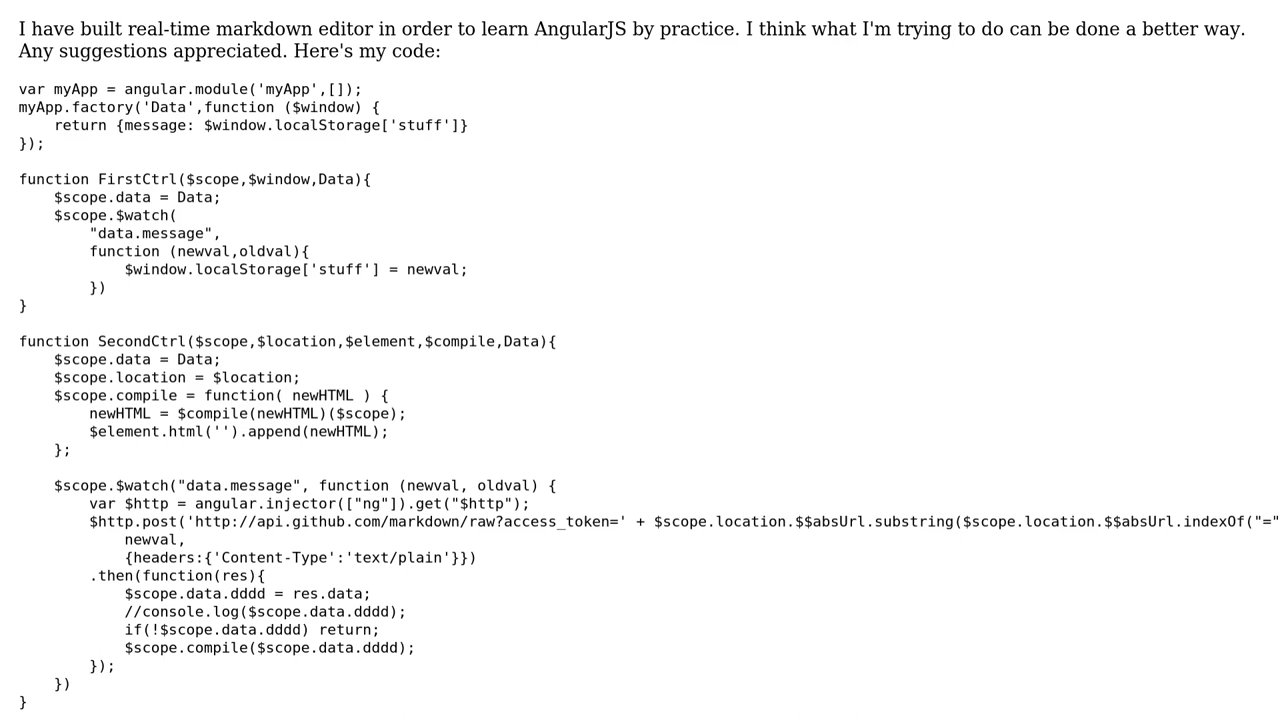 I have built real-time markdown editor in order to learn AngularJS by practice. I think what I'm trying to do can be done a better way.
Any suggestions appreciated. Here's my code:
var myApp = angular.module('myApp',[]);
myApp.factory('Data',function ($window) {
    return {message: $window.localStorage['stuff']}
});
function FirstCtrl($scope,$window,Data){
    $scope.data = Data;
    $scope.$watch(
        "data.message",
        function (newval,oldval){
            $window.localStorage['stuff'] = newval;
        })
}
function SecondCtrl($scope,$location,$element,$compile,Data){
    $scope.data = Data;
    $scope.location = $location;
    $scope.compile = function( newHTML ) {
        newHTML = $compile(newHTML)($scope);
        $element.html('').append(newHTML);
    };
    $scope.$watch("data.message", function (newval, oldval) {
        var $http = angular.injector(["ng"]).get("$http");
        $http.post('http://api.github.com/markdown/raw?access_token=' + $scope.location.$$absUrl.substring($scope.location.$$absUrl.indexOf("="
            newval,
            {headers:{'Content-Type':'text/plain'}})
        .then(function(res){
            $scope.data.dddd = res.data;
            //console.log($scope.data.dddd);
            if(!$scope.data.dddd) return;
            $scope.compile($scope.data.dddd);
        });
    })
}